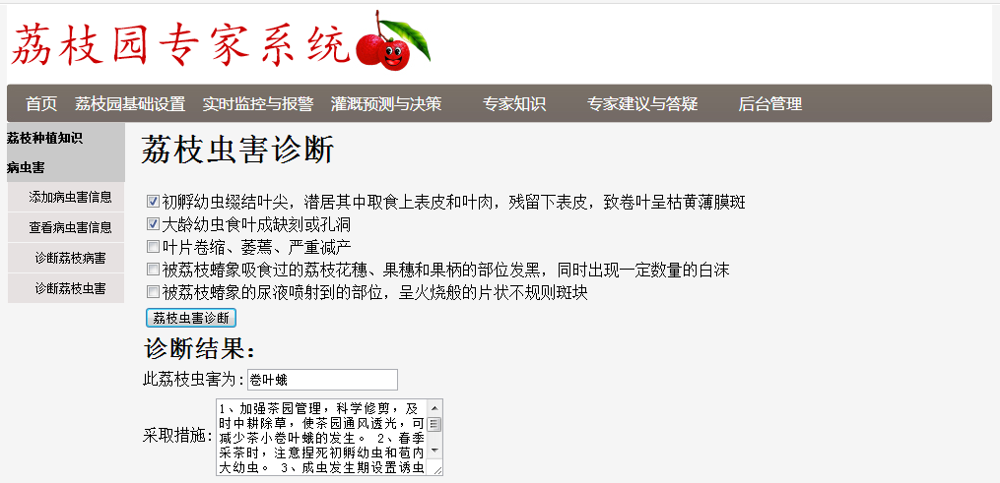 荔枝园专家系统
首页 荔枝园基础设置 实时监控与报警 灌溉预测与决策 专家知识 专家建议与答疑 后台管理
荔枝种植知识
病虫害
添加病虫害信息
查看病虫害信息
诊断荔枝病害
诊断荔枝虫害
荔枝虫害诊断
初孵幼虫缀结叶尖，潜居其中取食上表皮和叶肉，残留下表皮，致卷叶呈枯黄薄膜斑
大龄幼虫食叶成缺刻或孔洞
叶片卷缩、萎蔫、严重减产
被荔枝蝽象吸食过的荔枝花穗、果穗和果柄的部位发黑，同时出现一定数量的白沫
被荔枝蝽象的尿液喷射到的部位，呈火烧般的片状不规则斑块
荔枝虫害诊断
诊断结果：
此荔枝虫害为: 卷叶蛾
采取措施:
1、加强茶园管理，科学修剪，及
时中耕除草，使茶园通风透光，可
减少茶小卷叶蛾的发生。 2、春季
采茶时，注意捏死初孵幼虫和苞内
大幼虫。 3、成虫发生期设置诱虫